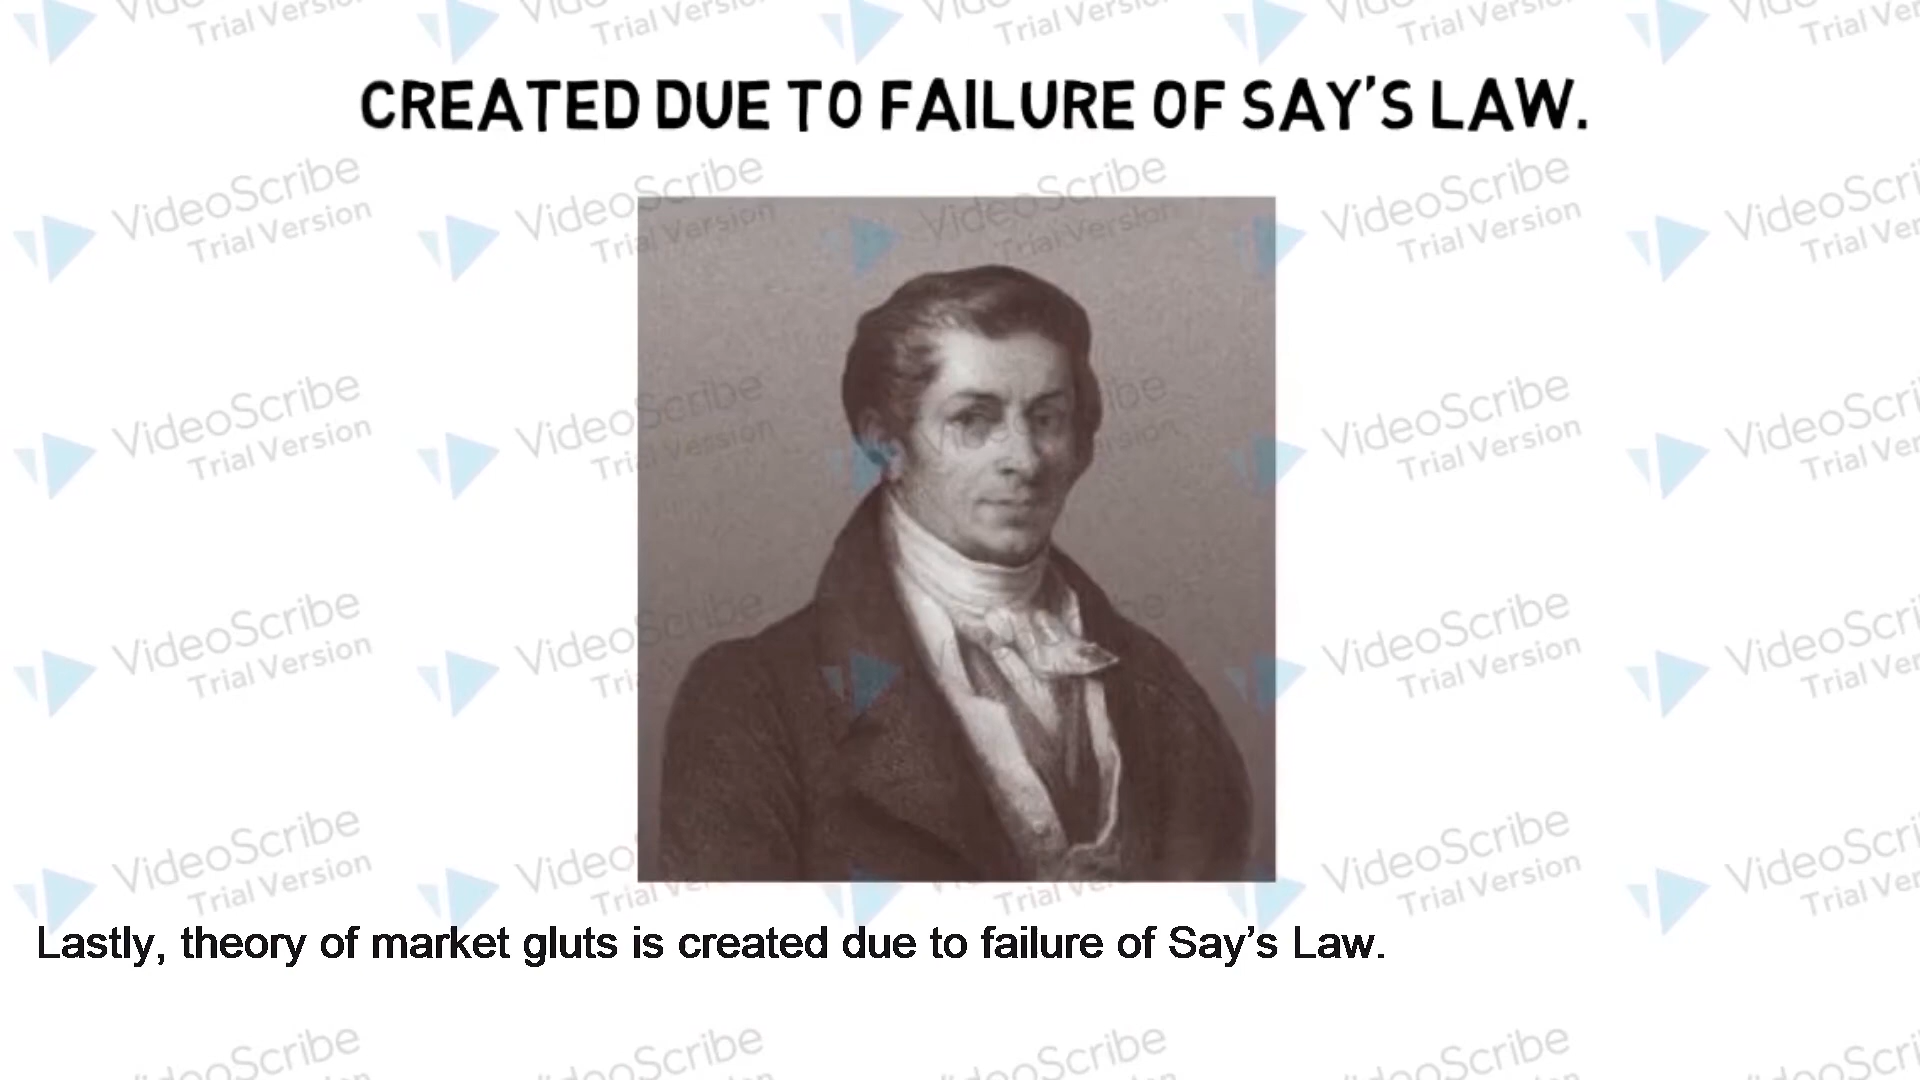 CREATED DUE TO FAILURE OF SAY'S LAW.
VideoScribe
Trial Version
Lastly, theory of market gluts is created due to failure of Say's Law.